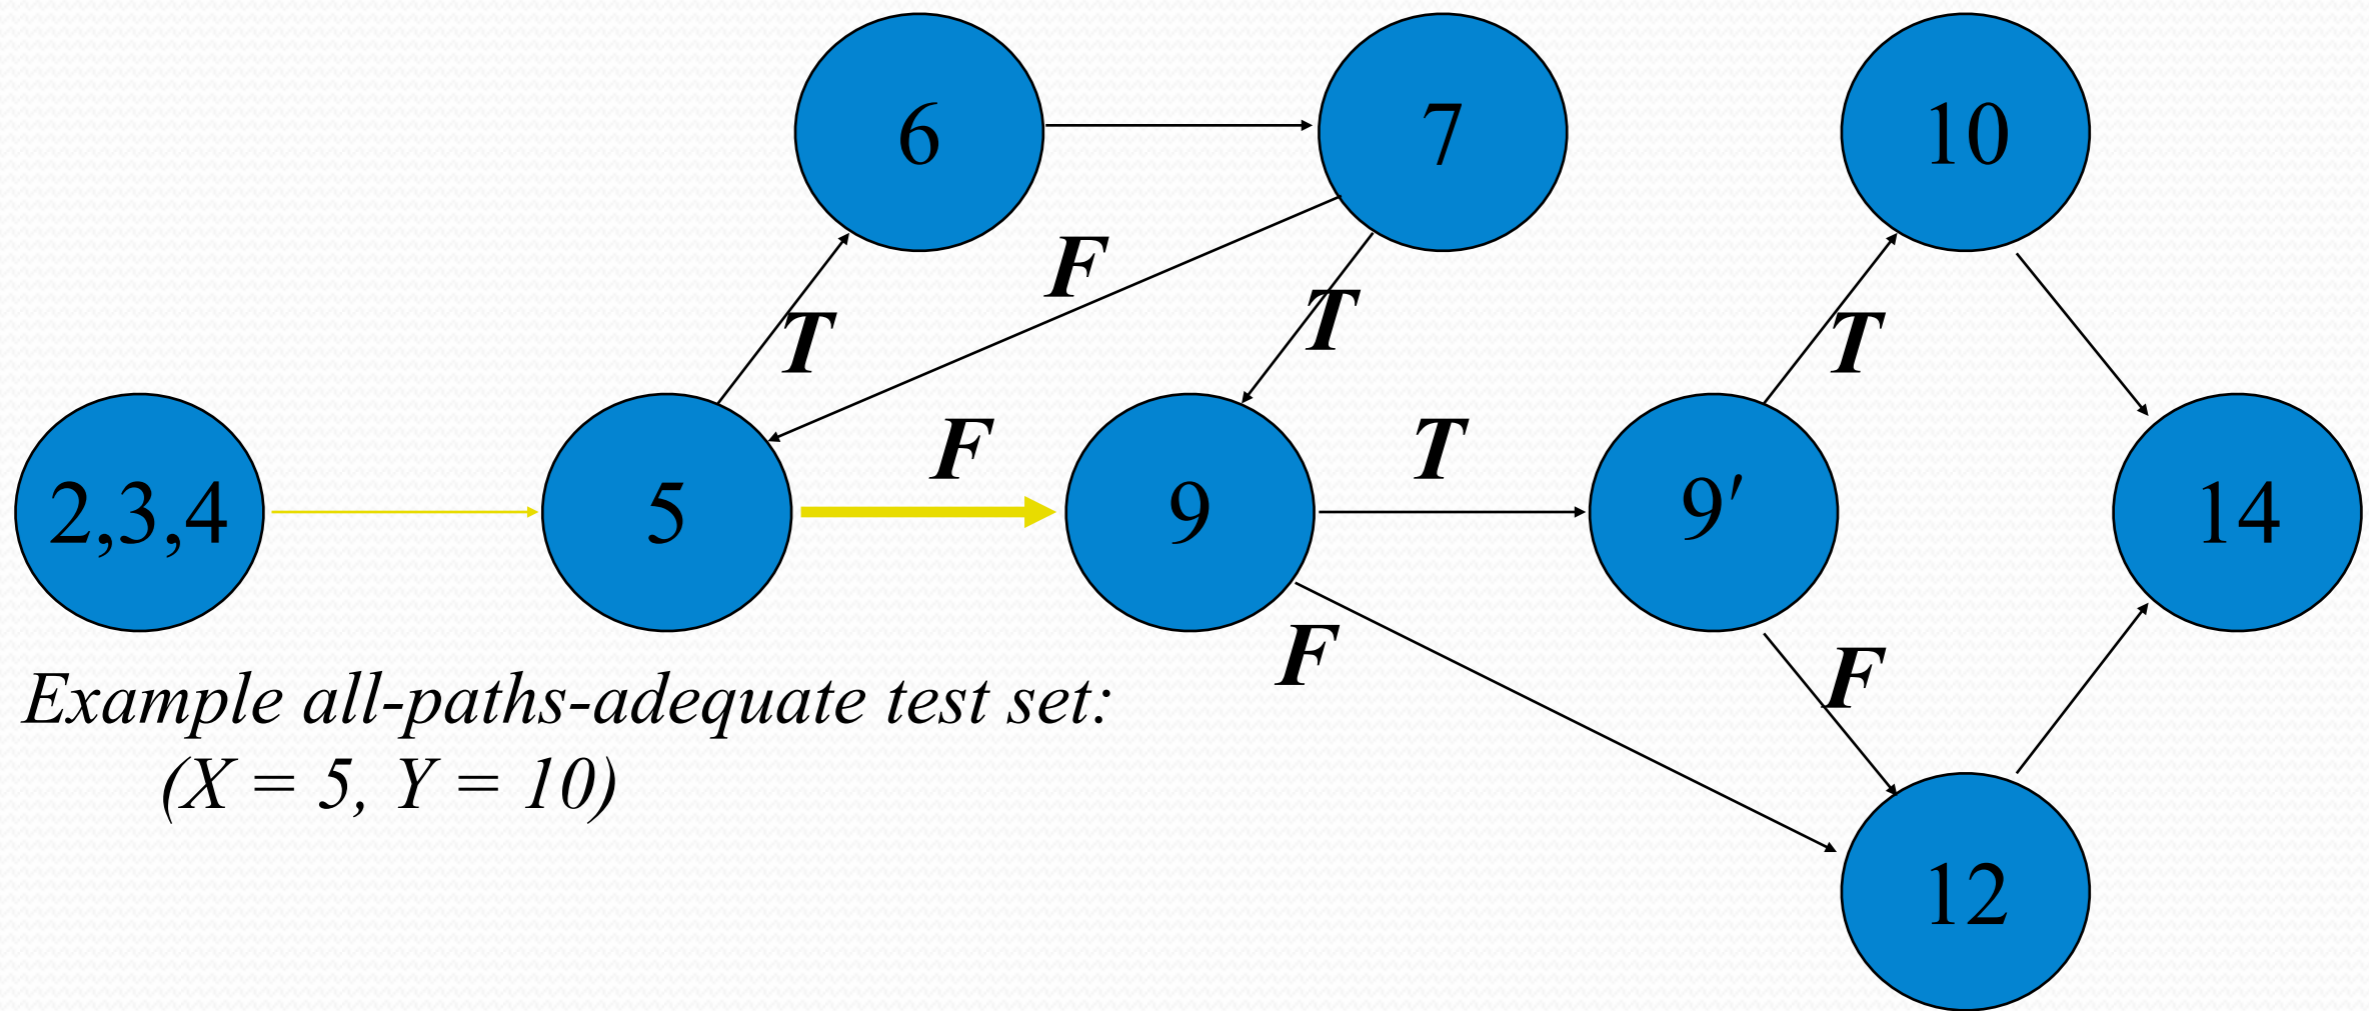 6
7
10
F
T
T
T
F
T
2,3,4
5
9
9′
14
F
F
Example all-paths-adequate test set:
(X = 5, Y = 10)
12